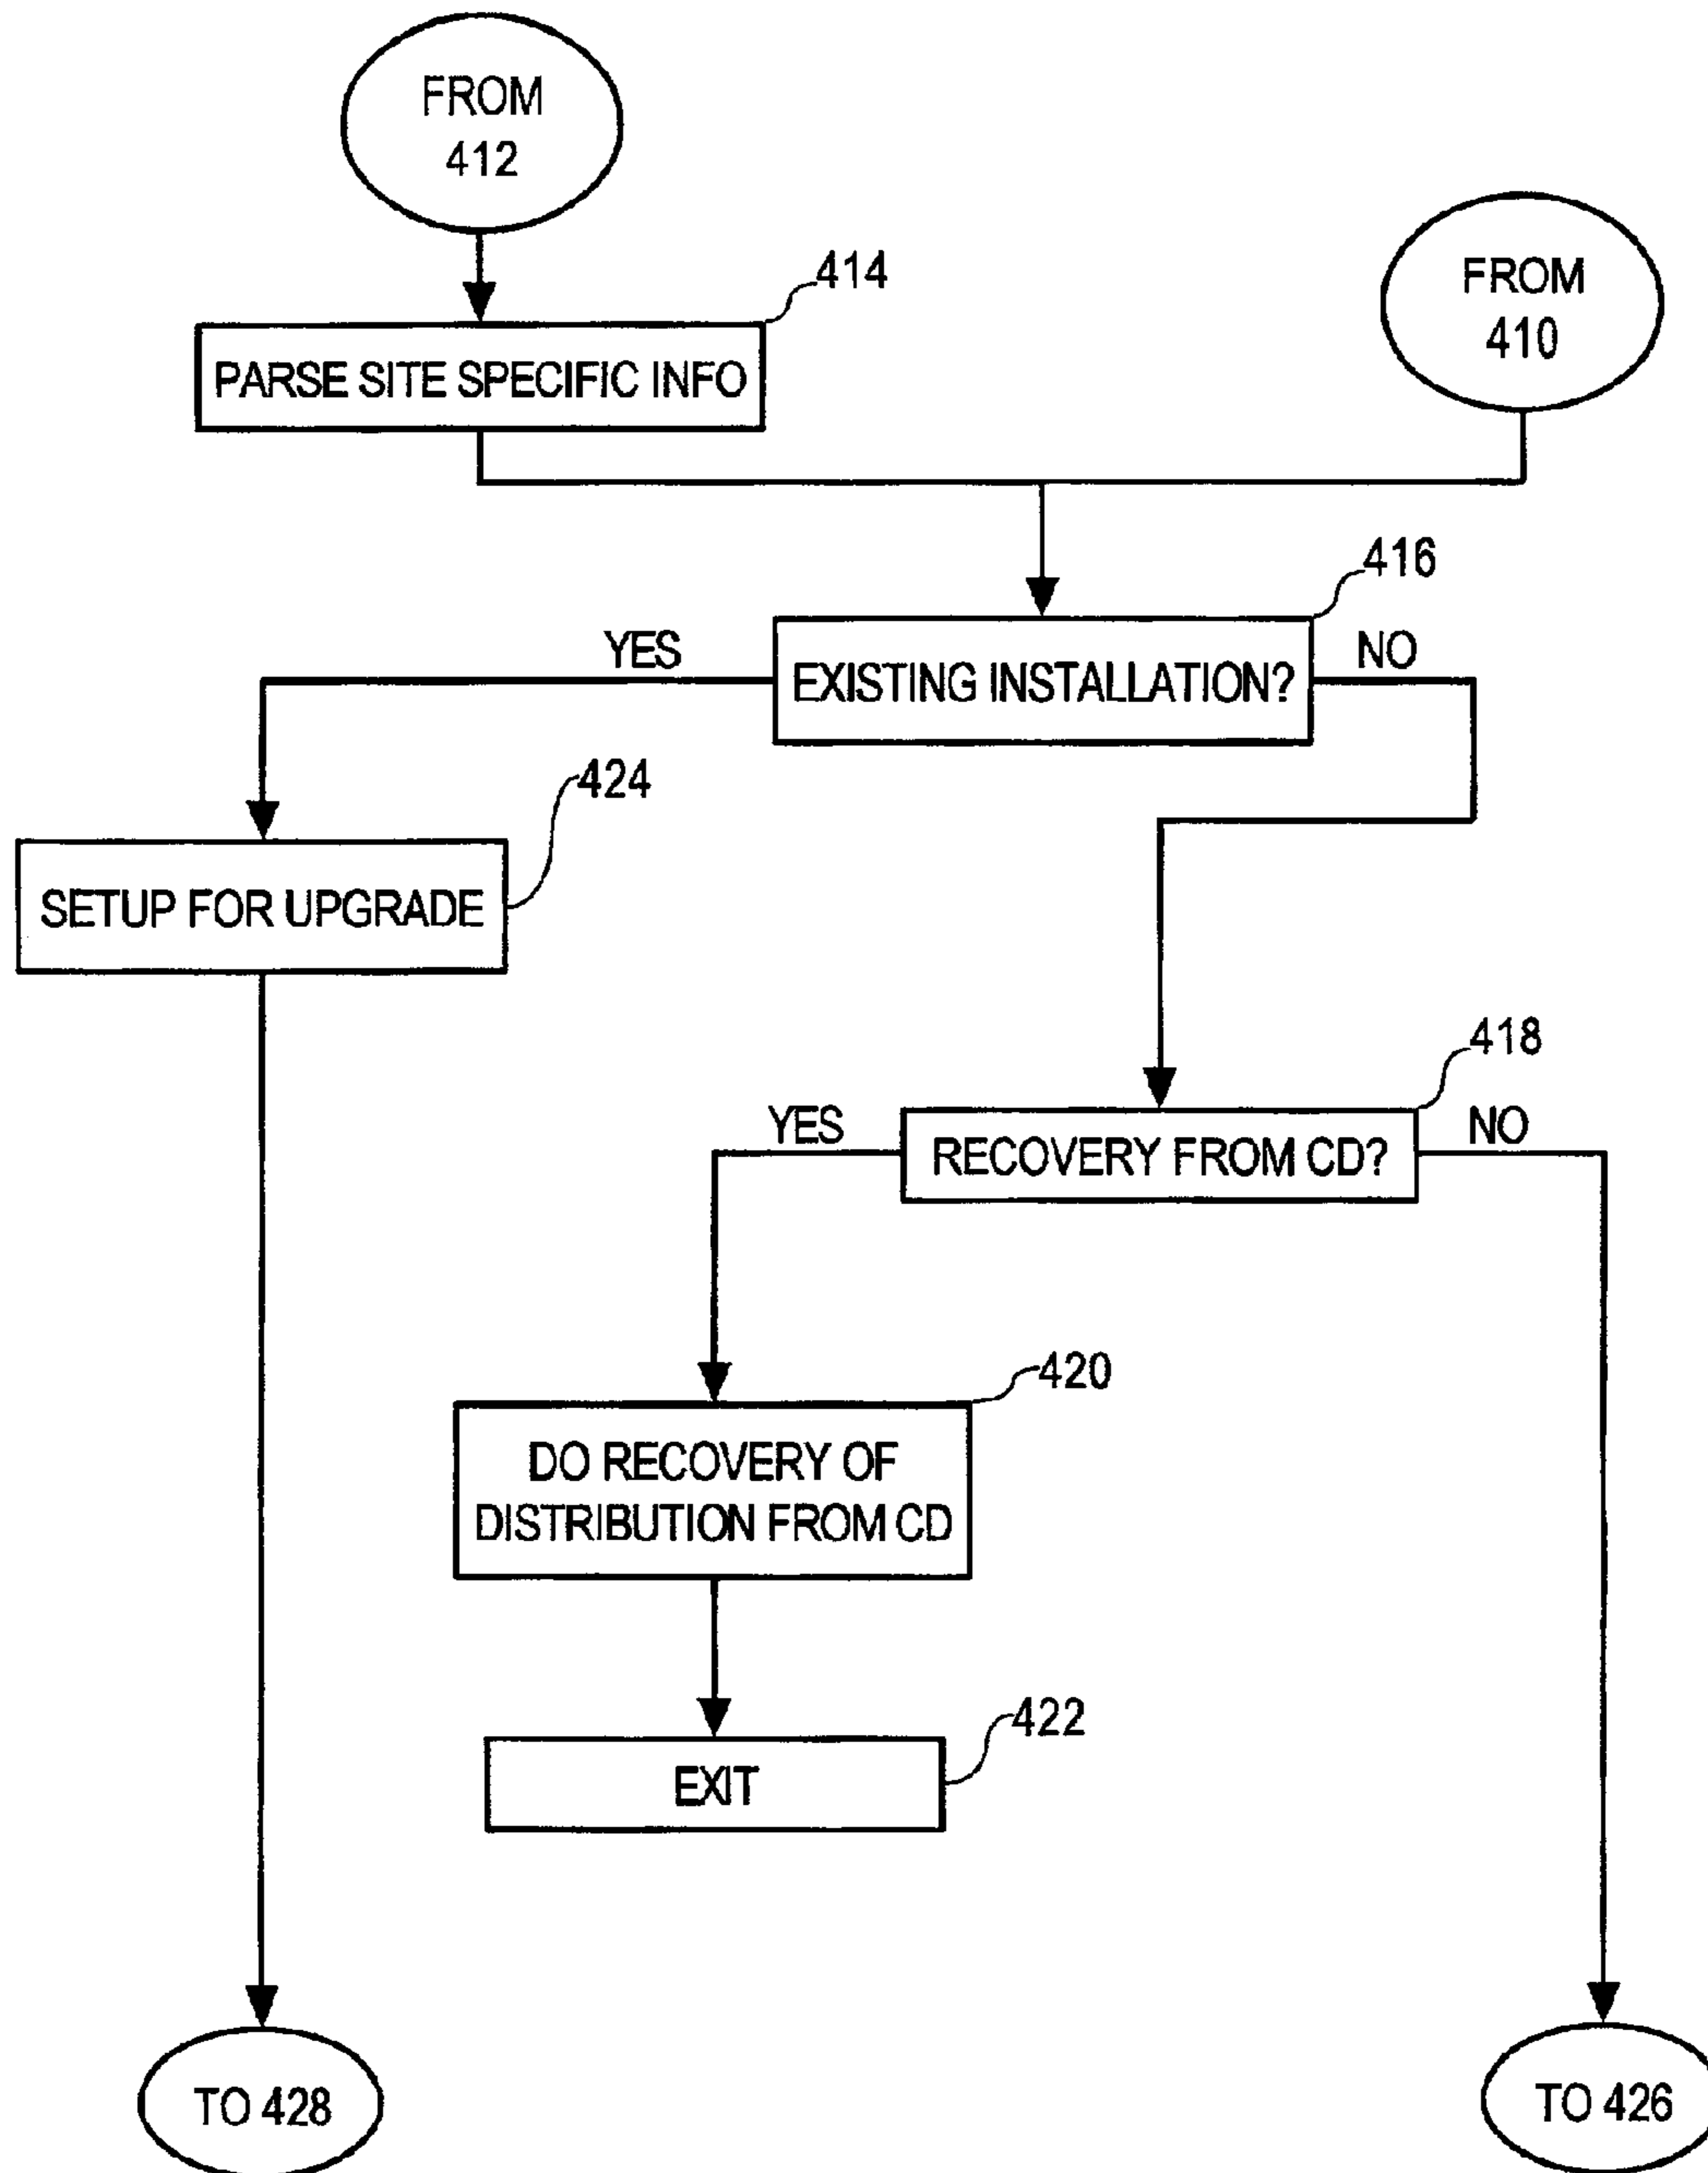 FROM
412
414
FROM
410
PARSE SITE SPECIFIC INFO
416
YES
NO
EXISTING INSTALLATION?
424
SETUP FOR UPGRADE
418
YES
NO
RECOVERY FROM CD?
420
DO RECOVERY OF
DISTRIBUTION FROM CD
422
EXIT
TO 428
TO 426